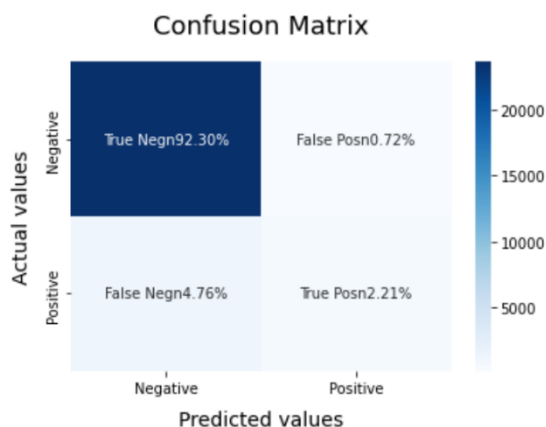 Confusion Matrix
True Negn92.30%
False Posn0.72%
False Negn4.76%
True Posn2.21%
Actual values
Negative
Positive
Negative
Positive
Predicted values
20000
15000
10000
5000